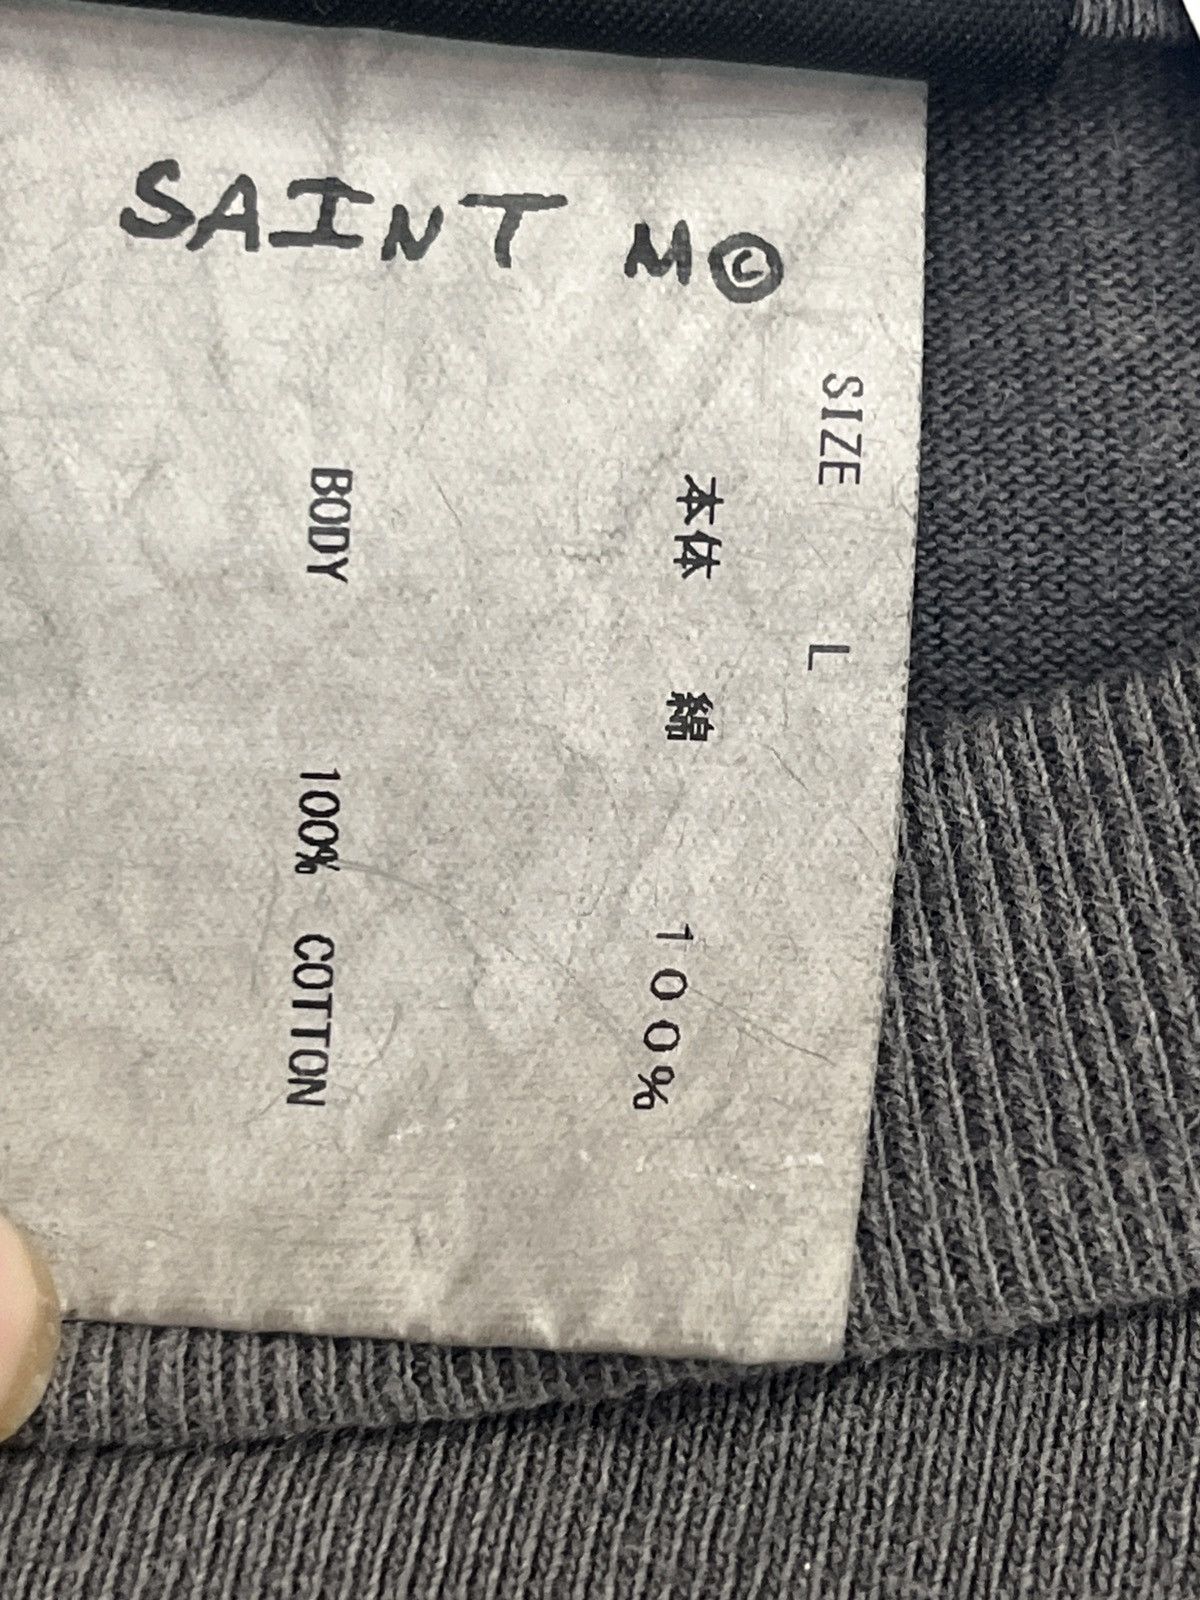 SAINT M©
SIZE L
本体 綿 100%
BODY 100% COTTON